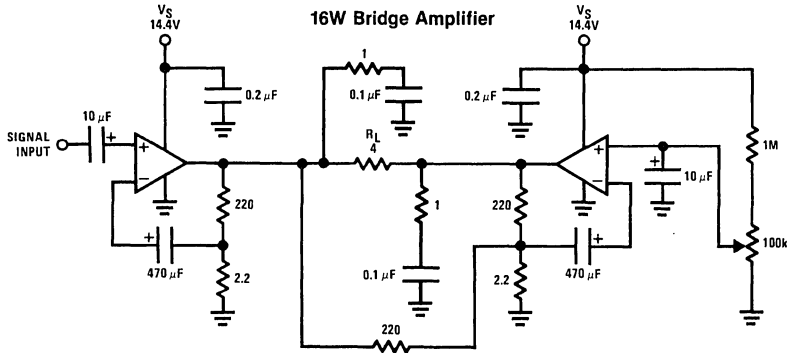 16W Bridge Amplifier
VS
14.4V
VS
14.4V
1
0.2 µF
0.1 µF
0.2 µF
10 µF
+
SIGNAL
INPUT
+
−
RL
4
+
−
+
10 µF
1M
220
1
220
100k
+
470 µF
2.2
0.1 µF
2.2
+
470 µF
220